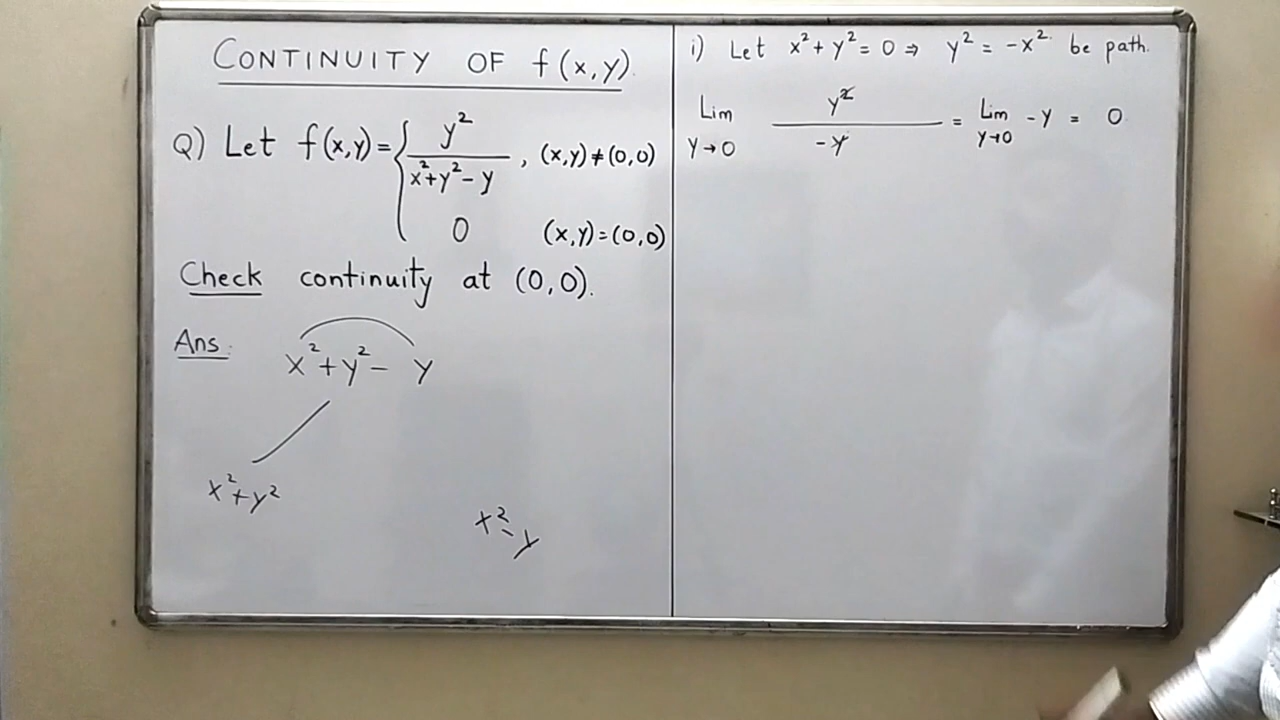 CONTINUITY OF f(x,y).
Q) Let f(x,y) = { y² / (x²+y²-y) , (x,y)≠(0,0)
0 (x,y)=(0,0)
Check continuity at (0,0).
Ans:
x²+y²- y
x²+y²
x²-y
i) Let x²+y²=0 ⇒ y² = -x² be path.
Lim y→0 y² / -y = Lim y→0 -y = 0